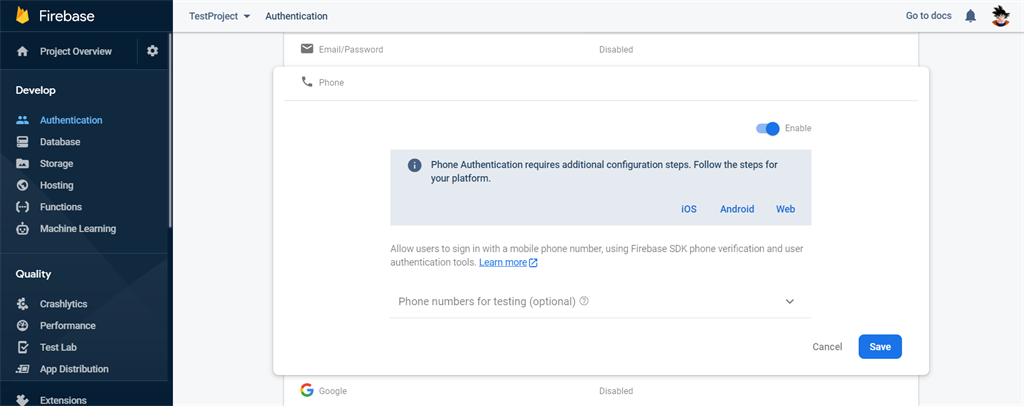 Firebase
TestProject
Authentication
Go to docs
Project Overview
Develop
Authentication
Database
Storage
Hosting
Functions
Machine Learning
Quality
Crashlytics
Performance
Test Lab
App Distribution
Extensions
Email/Password
Disabled
Phone
Enable
Phone Authentication requires additional configuration steps. Follow the steps for
your platform.
iOS
Android
Web
Allow users to sign in with a mobile phone number, using Firebase SDK phone verification and user
authentication tools. Learn more
Phone numbers for testing (optional)
Cancel
Save
Google
Disabled